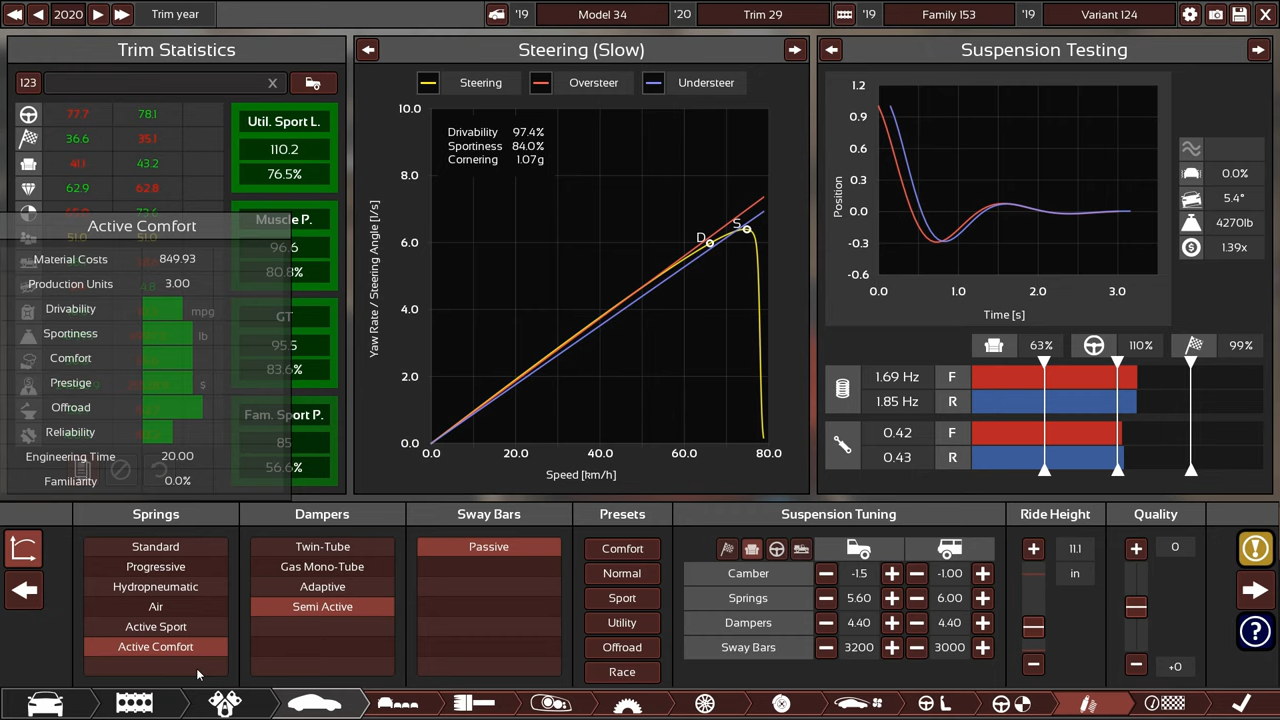 2020
Trim year
'19
Model 34
'20
Trim 29
'19
Family 153
'19
Variant 124
Trim Statistics
123
X
77.7 78.1
36.6 35.1
41.1 43.2
62.9 62.8
Util. Sport L.
110.2
76.5%
Muscle P.
96.6
80.8%
GT
95.5
83.6%
Fam. Sport P.
85
56.6%
Active Comfort
Material Costs 849.93
Production Units 3.00
Drivability
mpg
Sportiness
lb
Comfort
Prestige
$
Offroad
Reliability
Engineering Time 20.00
Familiarity 0.0%
Steering (Slow)
Steering
Oversteer
Understeer
Drivability 97.4%
Sportiness 84.0%
Cornering 1.07g
Yaw Rate / Steering Angle [1/s]
10.0
8.0
6.0
4.0
2.0
0.0
D
S
0.0 20.0 40.0 60.0 80.0
Speed [km/h]
Suspension Testing
Position
1.2
0.9
0.6
0.3
0.0
-0.3
-0.6
0.0 1.0 2.0 3.0
Time [s]
0.0%
5.4°
4270lb
1.39x
63%
110%
99%
1.69 Hz F
1.85 Hz R
0.42 F
0.43 R
Springs
Standard
Progressive
Hydropneumatic
Air
Active Sport
Active Comfort
Dampers
Twin-Tube
Gas Mono-Tube
Adaptive
Semi Active
Sway Bars
Passive
Presets
Comfort
Normal
Sport
Utility
Offroad
Race
Suspension Tuning
Camber -1.5 -1.00
Springs 5.60 6.00
Dampers 4.40 4.40
Sway Bars 3200 3000
Ride Height
11.1
in
Quality
0
+0